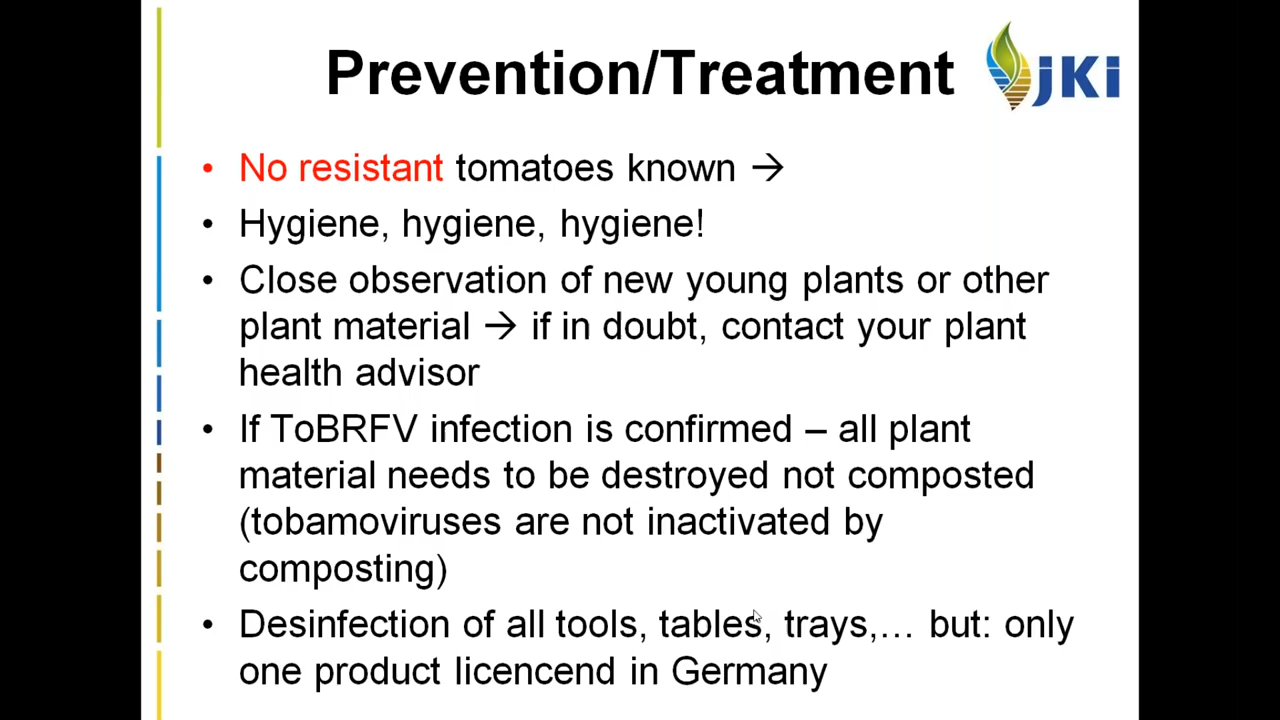 Prevention/Treatment
JKi
• No resistant tomatoes known →
• Hygiene, hygiene, hygiene!
• Close observation of new young plants or other
plant material → if in doubt, contact your plant
health advisor
• If ToBRFV infection is confirmed – all plant
material needs to be destroyed not composted
(tobamoviruses are not inactivated by
composting)
• Desinfection of all tools, tables, trays,… but: only
one product licencend in Germany